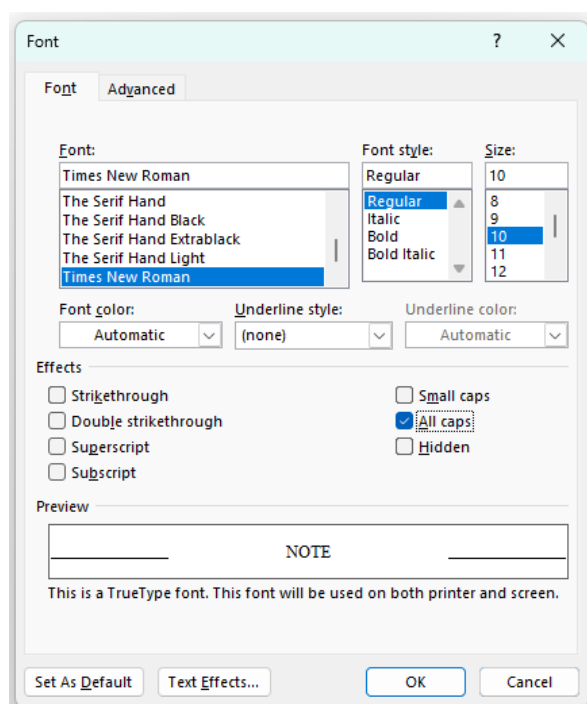 Font ? ×
Font Advanced
Font: Font style: Size:
Times New Roman Regular 10
The Serif Hand Regular 8
The Serif Hand Black Italic 9
The Serif Hand Extrablack Bold 10
The Serif Hand Light Bold Italic 11
Times New Roman 12
Font color: Underline style: Underline color:
Automatic (none) Automatic
Effects
Strikethrough Small caps
Double strikethrough All caps
Superscript Hidden
Subscript
Preview
NOTE
This is a TrueType font. This font will be used on both printer and screen.
Set As Default Text Effects... OK Cancel